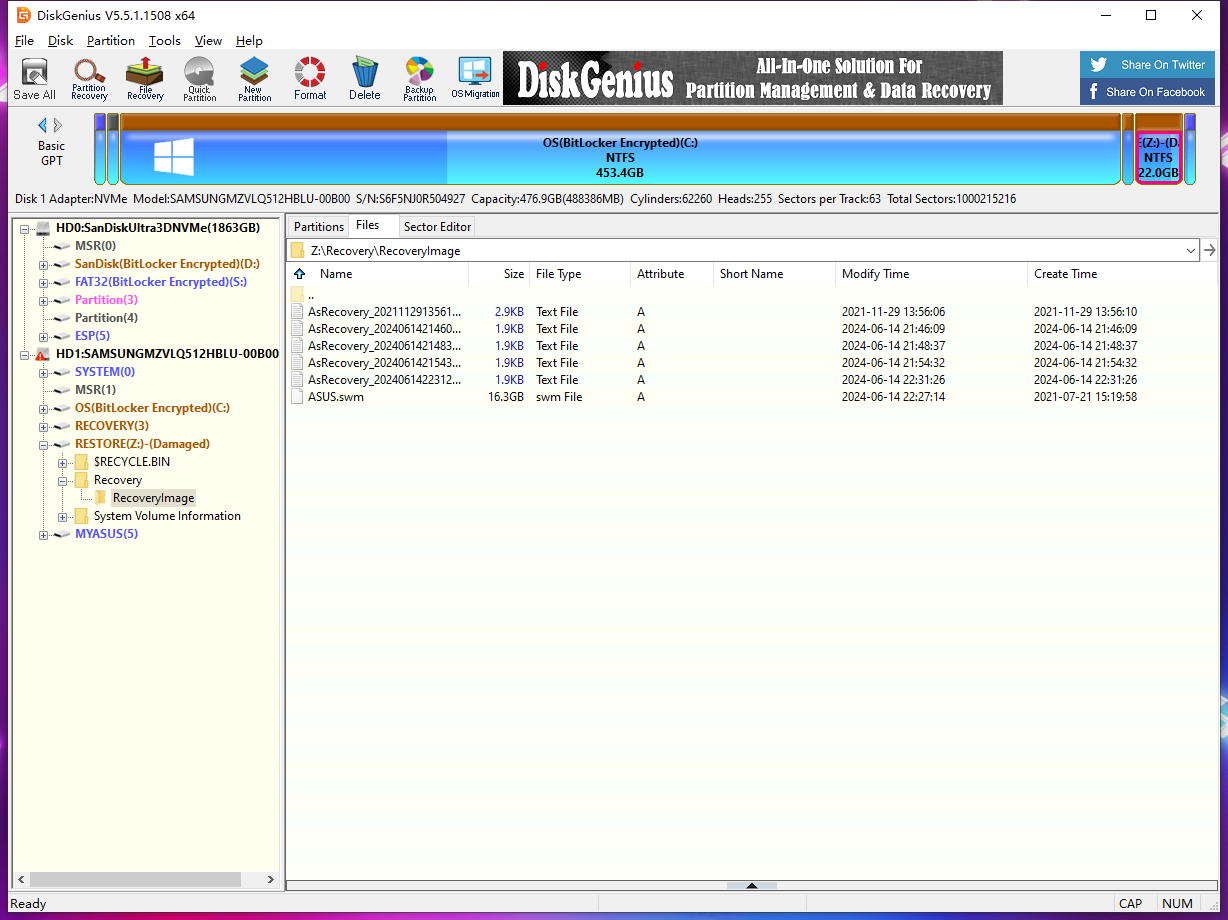 DiskGenius V5.5.1.1508 x64
File Disk Partition Tools View Help
Save All
Partition Recovery
File Recovery
Quick Partition
New Partition
Format
Delete
Backup Partition
OS Migration
DiskGenius
All-In-One Solution For
Partition Management & Data Recovery
Share On Twitter
Share On Facebook
Basic
GPT
OS(BitLocker Encrypted)(C:)
NTFS
453.4GB
E(Z:)-(D
NTFS
22.0GB
Disk 1 Adapter:NVMe Model:SAMSUNGMZVLQ512HBLU-00B00 S/N:S6F5NJ0R504927 Capacity:476.9GB(488386MB) Cylinders:62260 Heads:255 Sectors per Track:63 Total Sectors:1000215216
HD0:SanDiskUltra3DNVMe(1863GB)
MSR(0)
SanDisk(BitLocker Encrypted)(D:)
FAT32(BitLocker Encrypted)(S:)
Partition(3)
Partition(4)
ESP(5)
HD1:SAMSUNGMZVLQ512HBLU-00B00
SYSTEM(0)
MSR(1)
OS(BitLocker Encrypted)(C:)
RECOVERY(3)
RESTORE(Z:)-(Damaged)
$RECYCLE.BIN
Recovery
RecoveryImage
System Volume Information
MYASUS(5)
Partitions Files Sector Editor
Z:\Recovery\RecoveryImage
Name Size File Type Attribute Short Name Modify Time Create Time
..
AsRecovery_2021112913561... 2.9KB Text File A 2021-11-29 13:56:06 2021-11-29 13:56:10
AsRecovery_2024061421460... 1.9KB Text File A 2024-06-14 21:46:09 2024-06-14 21:46:09
AsRecovery_2024061421483... 1.9KB Text File A 2024-06-14 21:48:37 2024-06-14 21:48:37
AsRecovery_2024061421543... 1.9KB Text File A 2024-06-14 21:54:32 2024-06-14 21:54:32
AsRecovery_2024061422312... 1.9KB Text File A 2024-06-14 22:31:26 2024-06-14 22:31:26
ASUS.swm 16.3GB swm File A 2024-06-14 22:27:14 2021-07-21 15:19:58
Ready CAP NUM